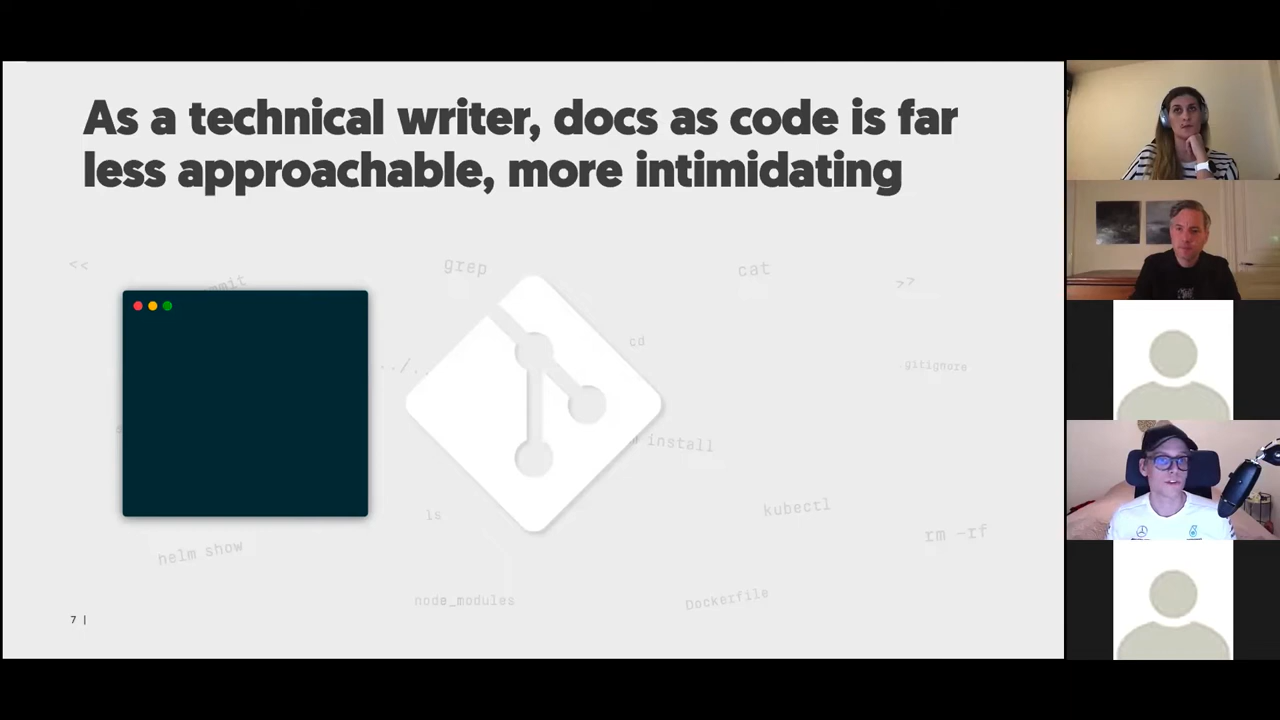 As a technical writer, docs as code is far
less approachable, more intimidating
<<
grep
cat
>>
cd
../..
.gitignore
install
ls
kubectl
rm -rf
helm show
node_modules
Dockerfile
7 |